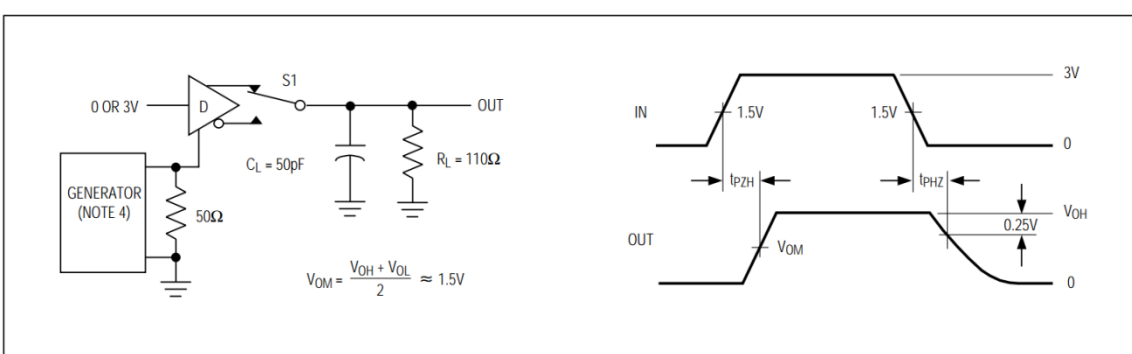 S1
D
0 OR 3V
OUT
C_L = 50pF
R_L = 110Ω
GENERATOR
(NOTE 4)
50Ω
V_OM = (V_OH + V_OL) / 2 ≈ 1.5V
3V
IN
1.5V
1.5V
0
t_PZH
t_PHZ
V_OH
0.25V
OUT
V_OM
0